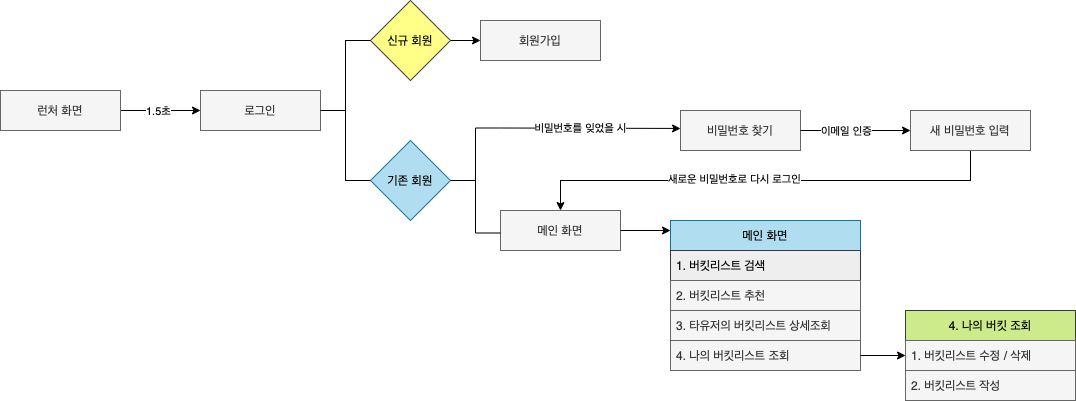 신규 회원
회원가입
런처 화면
1.5초
로그인
비밀번호를 잊었을 시
비밀번호 찾기
이메일 인증
새 비밀번호 입력
기존 회원
새로운 비밀번호로 다시 로그인
메인 화면
메인 화면
1. 버킷리스트 검색
2. 버킷리스트 추천
3. 타유저의 버킷리스트 상세조회
4. 나의 버킷리스트 조회
4. 나의 버킷 조회
1. 버킷리스트 수정 / 삭제
2. 버킷리스트 작성